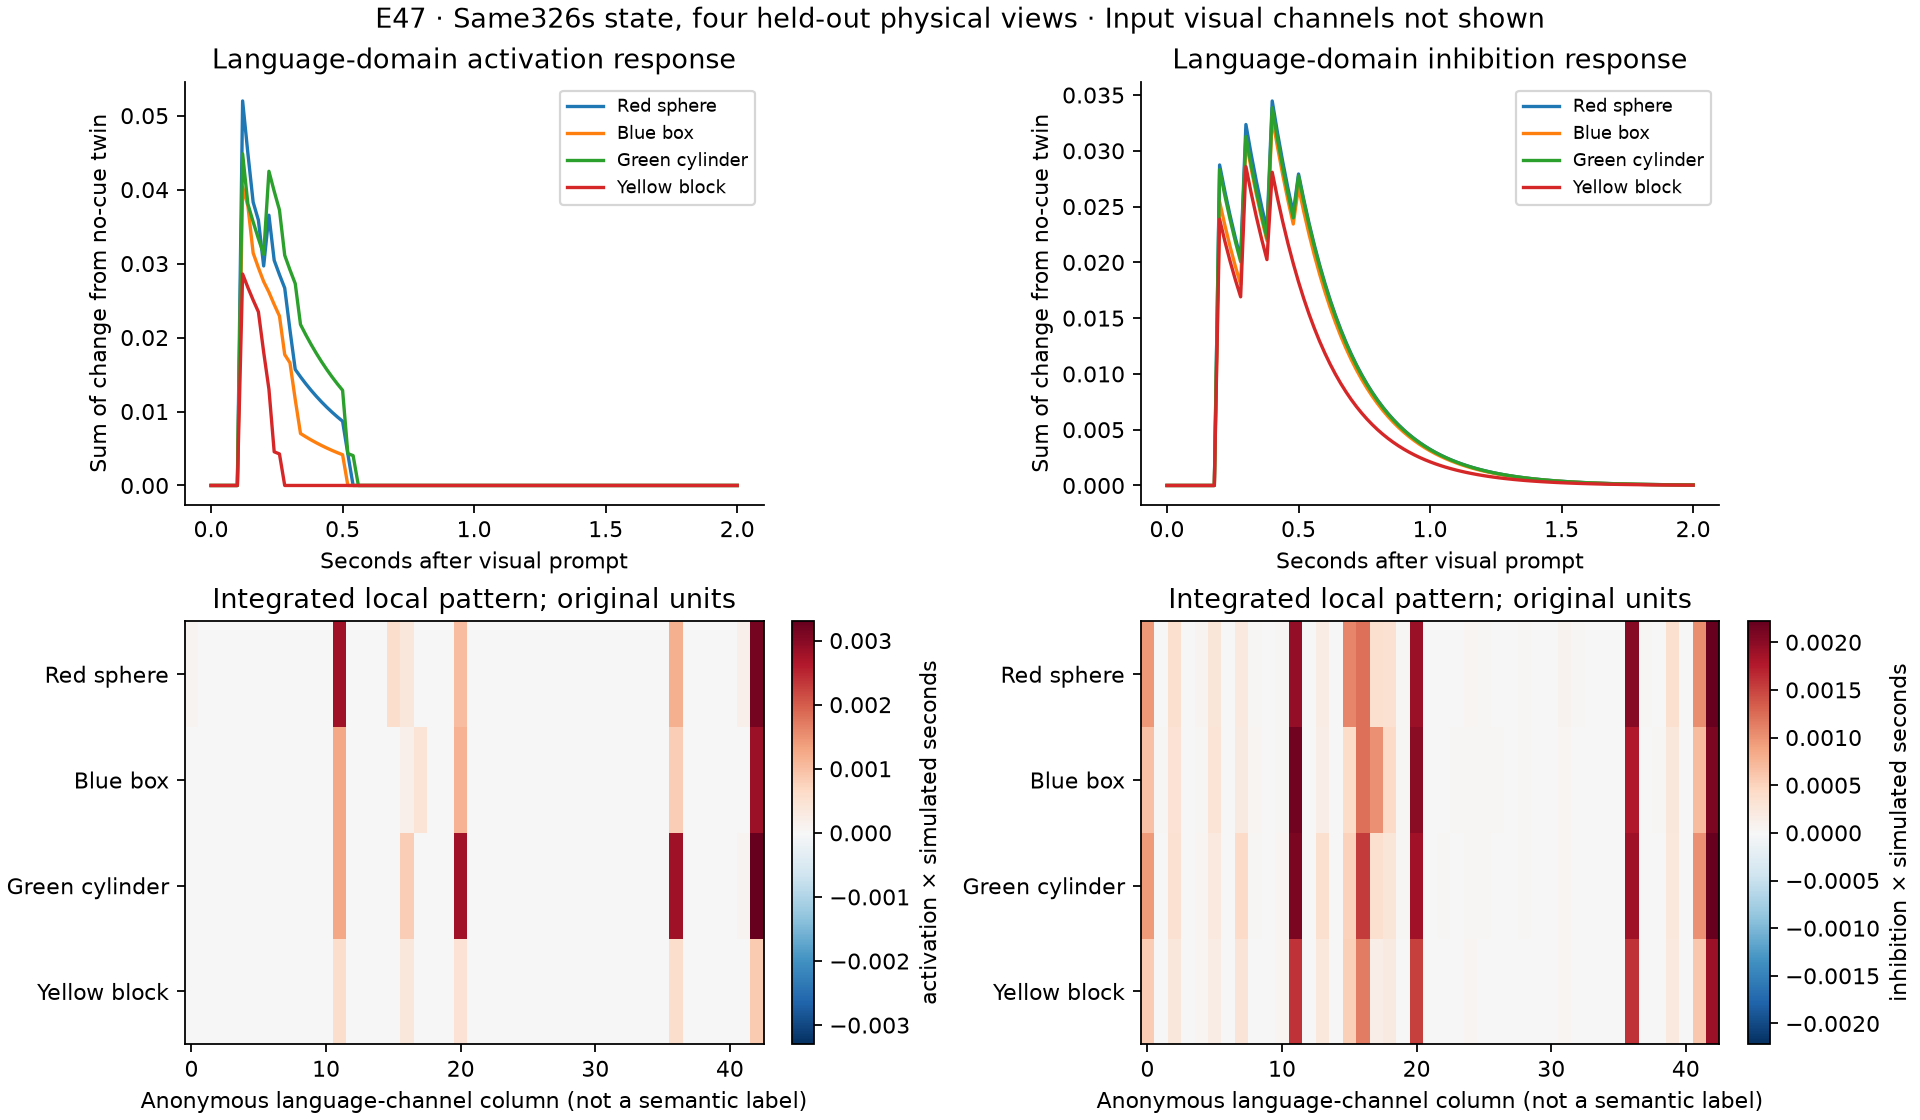 E47 · Same326s state, four held-out physical views · Input visual channels not shown
Language-domain activation response
Sum of change from no-cue twin
0.05
0.04
0.03
0.02
0.01
0.00
Red sphere
Blue box
Green cylinder
Yellow block
0.0 0.5 1.0 1.5 2.0
Seconds after visual prompt
Language-domain inhibition response
Sum of change from no-cue twin
0.035
0.030
0.025
0.020
0.015
0.010
0.005
0.000
Red sphere
Blue box
Green cylinder
Yellow block
0.0 0.5 1.0 1.5 2.0
Seconds after visual prompt
Integrated local pattern; original units
Red sphere
Blue box
Green cylinder
Yellow block
0 10 20 30 40
Anonymous language-channel column (not a semantic label)
0.003
0.002
0.001
0.000
−0.001
−0.002
−0.003
activation × simulated seconds
Integrated local pattern; original units
Red sphere
Blue box
Green cylinder
Yellow block
0 10 20 30 40
Anonymous language-channel column (not a semantic label)
0.0020
0.0015
0.0010
0.0005
0.0000
−0.0005
−0.0010
−0.0015
−0.0020
inhibition × simulated seconds